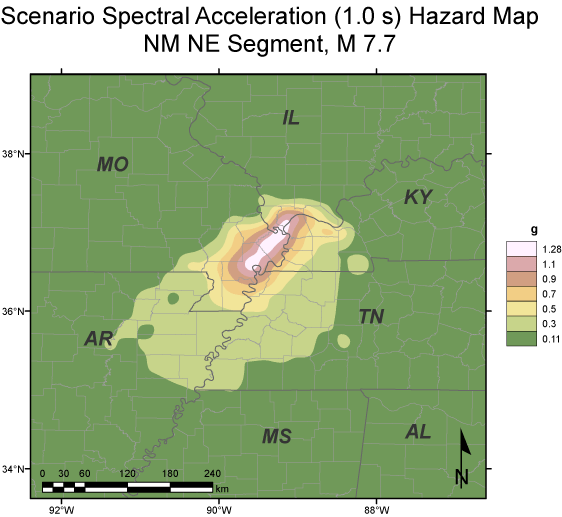 Scenario Spectral Acceleration (1.0 s) Hazard Map
NM NE Segment, M 7.7
IL
38°N
MO
KY
g
1.28
1.1
0.9
0.7
0.5
0.3
0.11
36°N
TN
AR
MS
AL
34°N
N
0 30 60 120 180 240
km
92°W 90°W 88°W